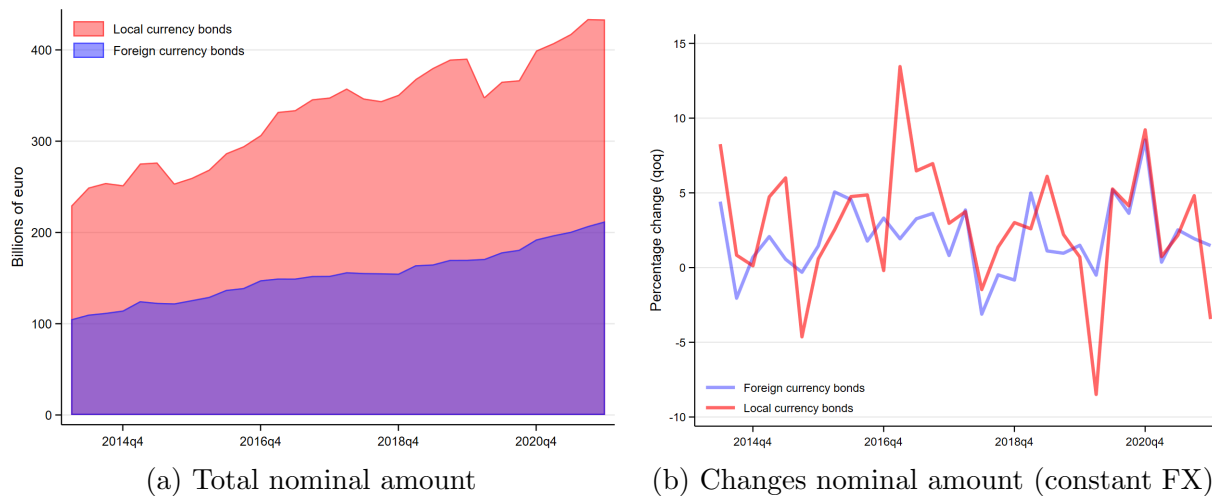 Local currency bonds
Foreign currency bonds
Billions of euro
400
300
200
100
0
2014q4 2016q4 2018q4 2020q4
(a) Total nominal amount
Percentage change (qoq)
15
10
5
0
-5
-10
Foreign currency bonds
Local currency bonds
2014q4 2016q4 2018q4 2020q4
(b) Changes nominal amount (constant FX)